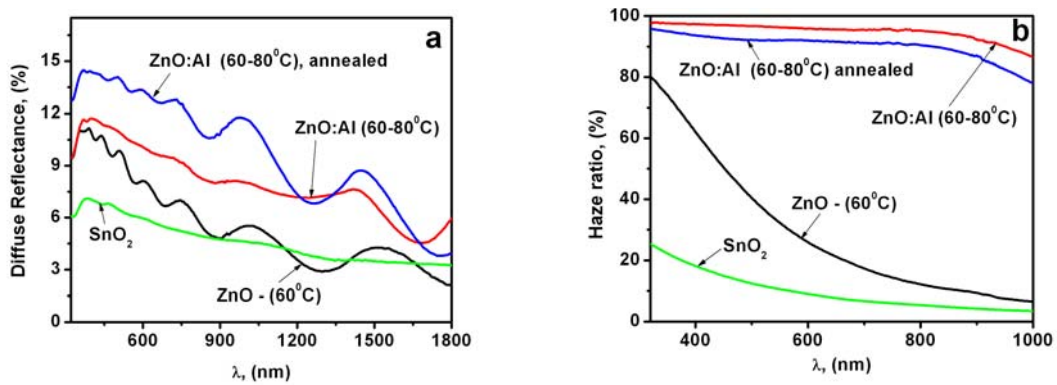 a
Diffuse Reflectance, (%)
15
12
9
6
3
0
ZnO:Al (60-80⁰C), annealed
ZnO:Al (60-80⁰C)
SnO₂
ZnO - (60⁰C)
600 900 1200 1500 1800
λ, (nm)
b
Haze ratio, (%)
100
80
60
40
20
0
ZnO:Al (60-80⁰C) annealed
ZnO:Al (60-80⁰C)
ZnO - (60⁰C)
SnO₂
400 600 800 1000
λ, (nm)